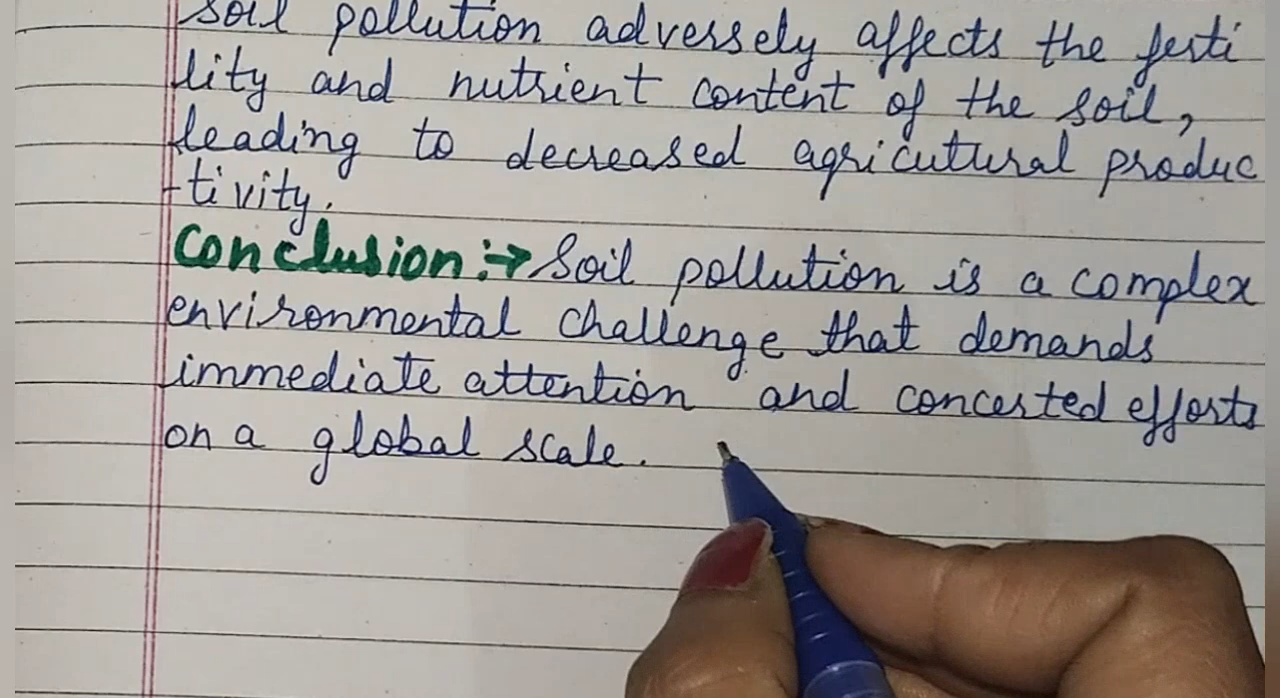 Soil pollution adversely affects the ferti
lity and nutrient content of the soil,
leading to decreased agricutural produc
-tivity.
Conclusion:→ Soil pollution is a complex
environmental challenge that demands
immediate attention and concerted efforts
on a global scale.